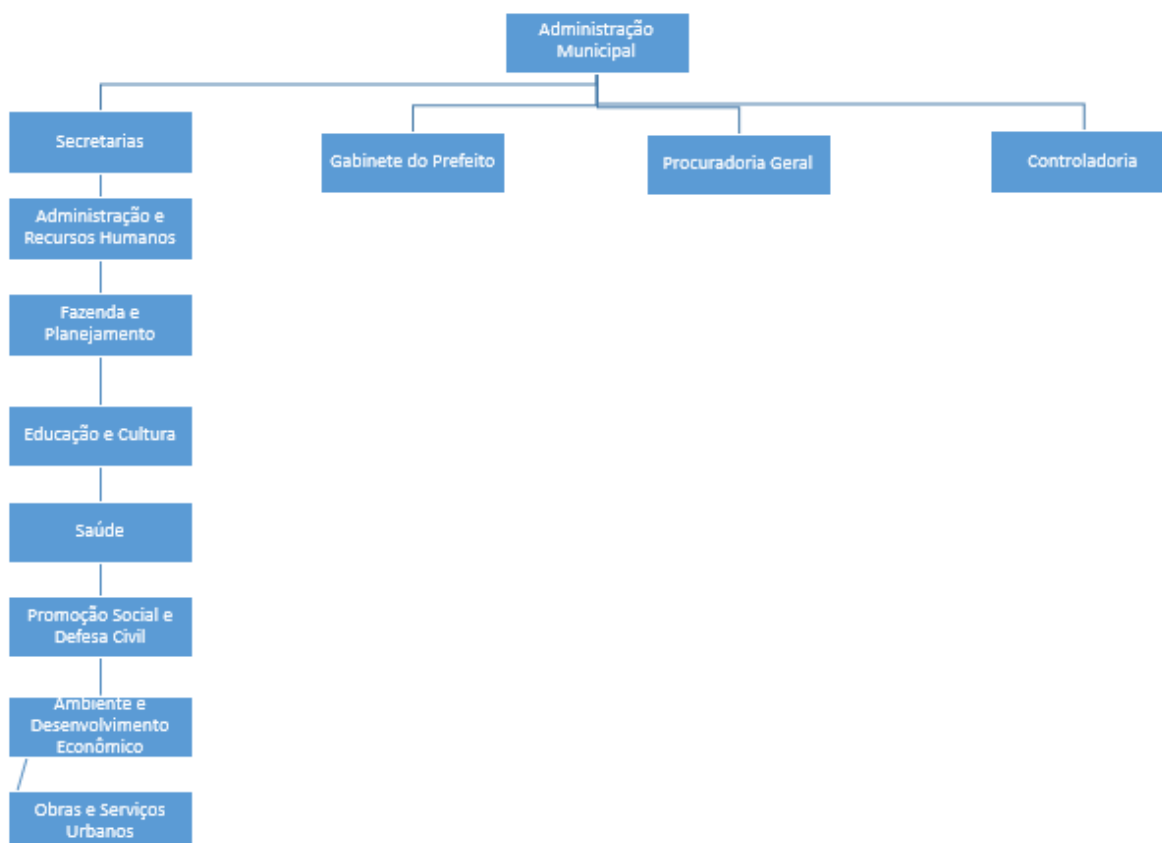 Administração
Municipal
Secretarias
Gabinete do Prefeito
Procuradoria Geral
Controladoria
Administração e
Recursos Humanos
Fazenda e
Planejamento
Educação e Cultura
Saúde
Promoção Social e
Defesa Civil
Ambiente e
Desenvolvimento
Econômico
Obras e Serviços
Urbanos